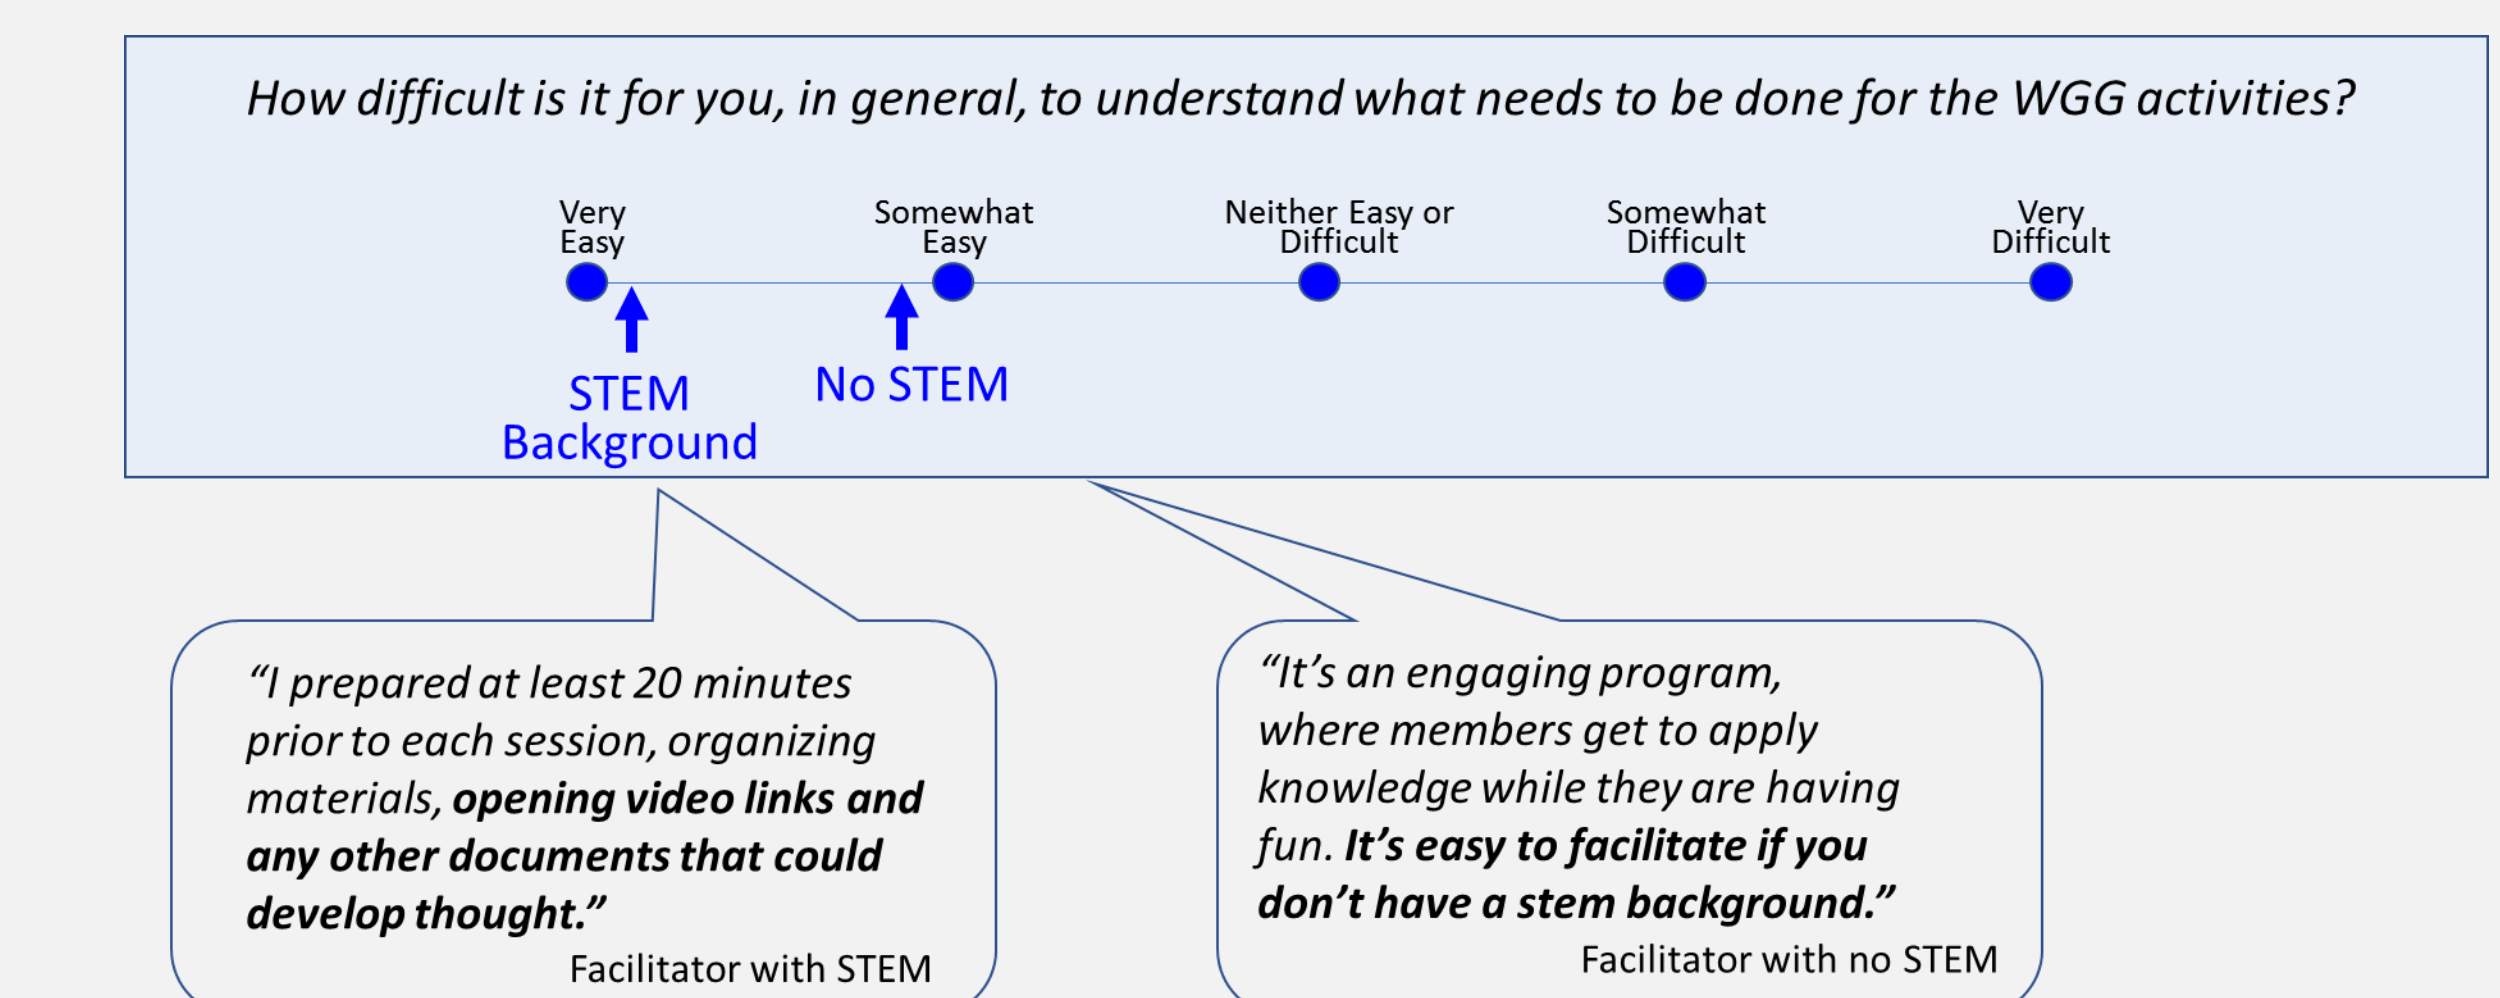 How difficult is it for you, in general, to understand what needs to be done for the WGG activities?
Very
Easy
Somewhat
Easy
Neither Easy or
Difficult
Somewhat
Difficult
Very
Difficult
STEM
Background
No STEM
“I prepared at least 20 minutes
prior to each session, organizing
materials, opening video links and
any other documents that could
develop thought.”
Facilitator with STEM
“It’s an engaging program,
where members get to apply
knowledge while they are having
fun. It’s easy to facilitate if you
don’t have a stem background.”
Facilitator with no STEM